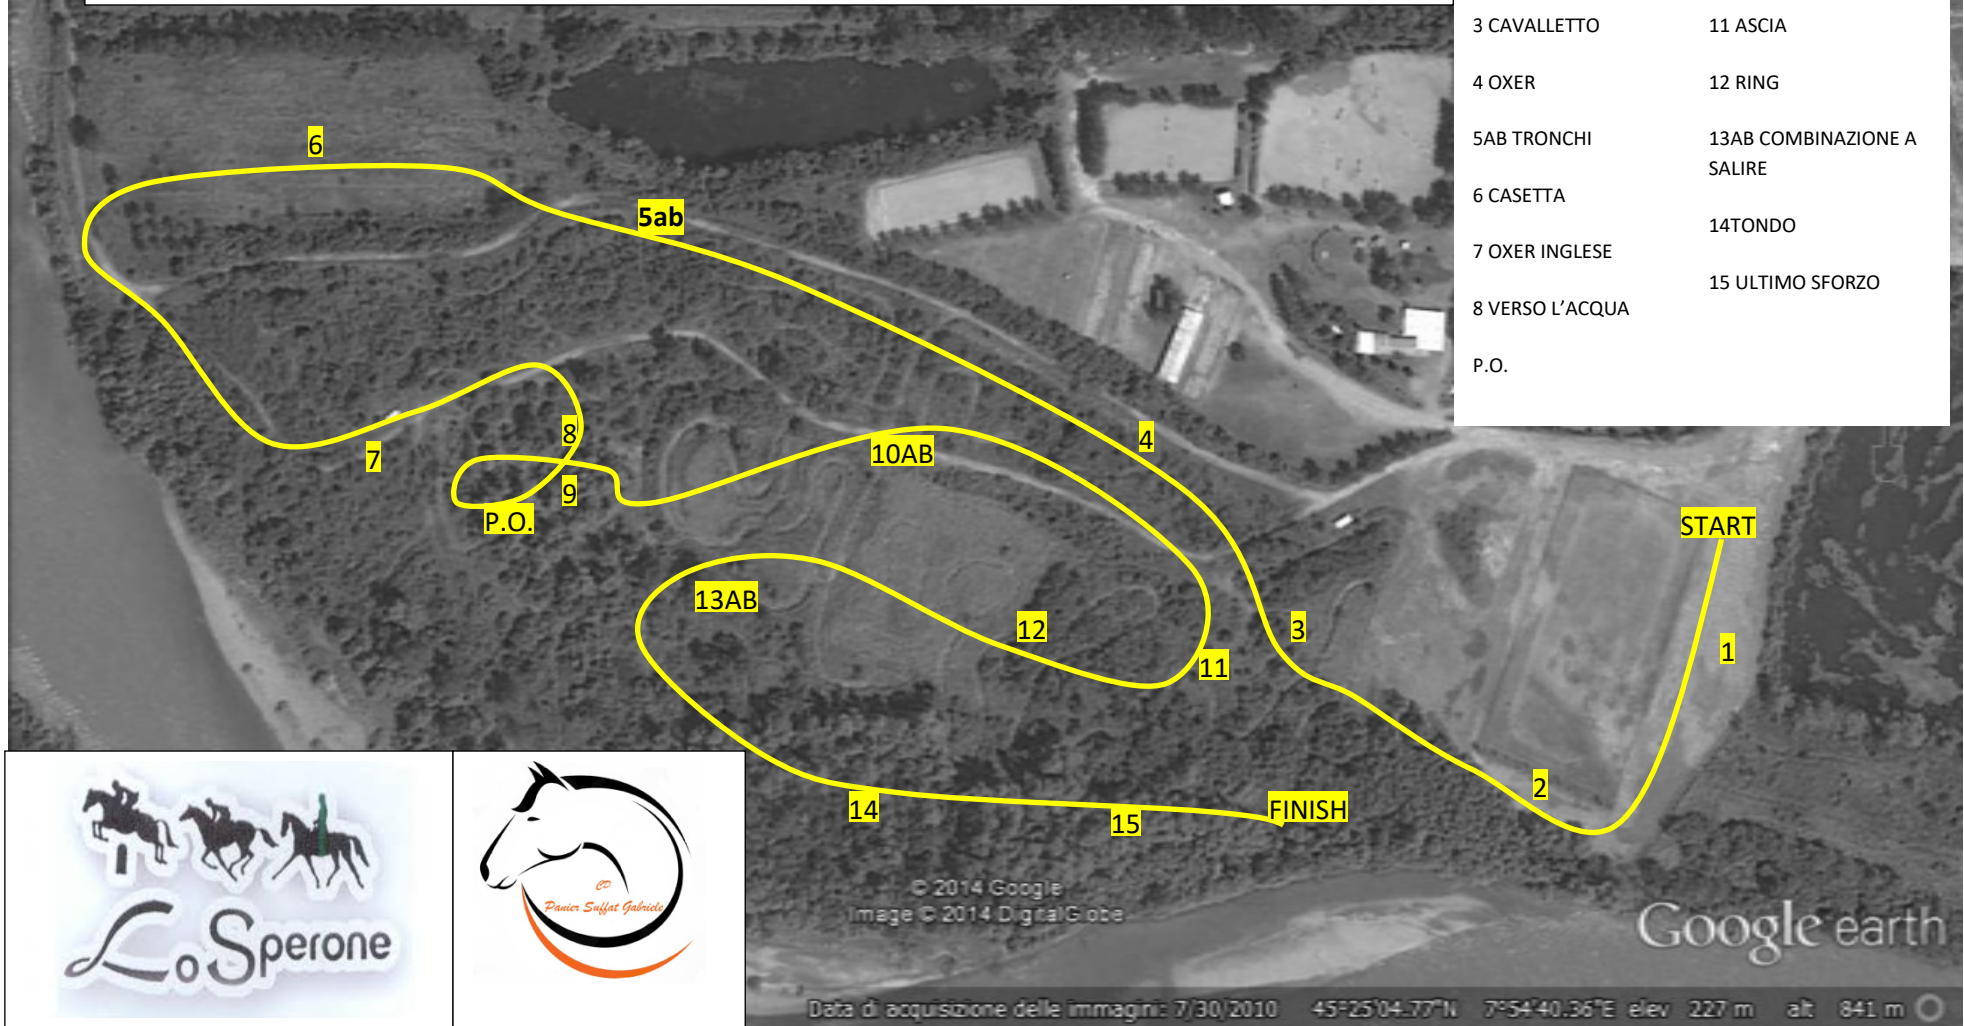 3 CAVALLETTO
4 OXER
5AB TRONCHI
6 CASETTA
7 OXER INGLESE
8 VERSO L’ACQUA
P.O.
11 ASCIA
12 RING
13AB COMBINAZIONE A
SALIRE
14TONDO
15 ULTIMO SFORZO
6
5ab
4
8
7
10AB
9
P.O.
START
13AB
12
3
11
1
2
14
15
FINISH
Lo Sperone
CD
Panier Suffat Gabriele
© 2014 Google
Image © 2014 DigitalGlobe
Google earth
Data di acquisizione delle immagini: 7/30/2010 45°25'04.77"N 7°54'40.36"E elev 227 m alt 841 m